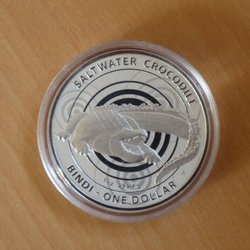 SALTWATER CROCODILE
BINDI - ONE DOLLAR